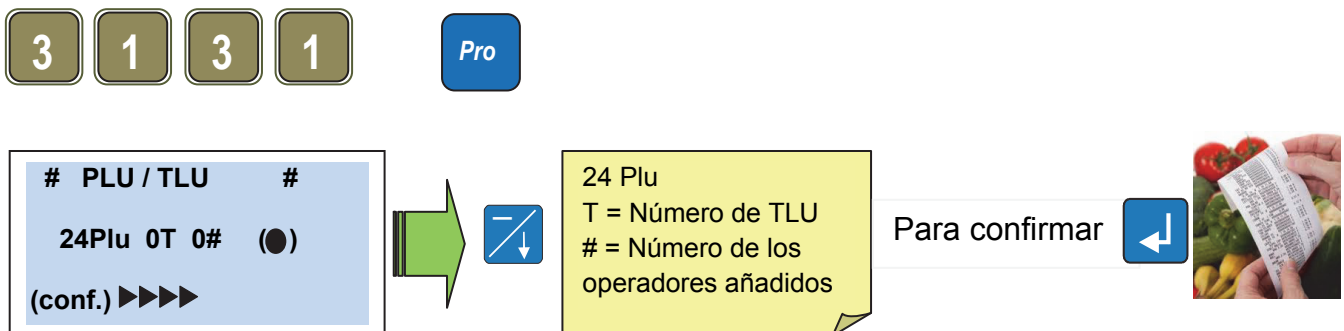 3 1 3 1 Pro
# PLU / TLU #
24Plu 0T 0# (●)
(conf.) ▶▶▶▶
24 Plu
T = Número de TLU
# = Número de los
operadores añadidos
Para confirmar